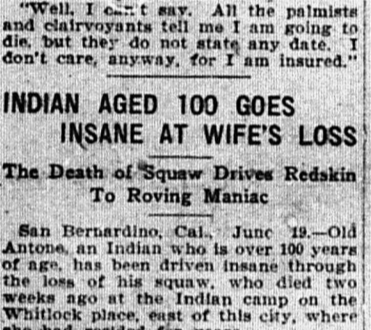 "Well, I can't say. All the palmists
and clairvoyants tell me I am going to
die, but they do not state any date. I
don't care, anyway, for I am insured."
INDIAN AGED 100 GOES
INSANE AT WIFE'S LOSS
The Death of Squaw Drives Redskin
To Roving Maniac
San Bernardino, Cal., June 19.—Old
Antone, an Indian who is over 100 years
of age, has been driven insane through
the loss of his squaw, who died two
weeks ago at the Indian camp on the
Whitlock place, east of this city, where
she had resided for